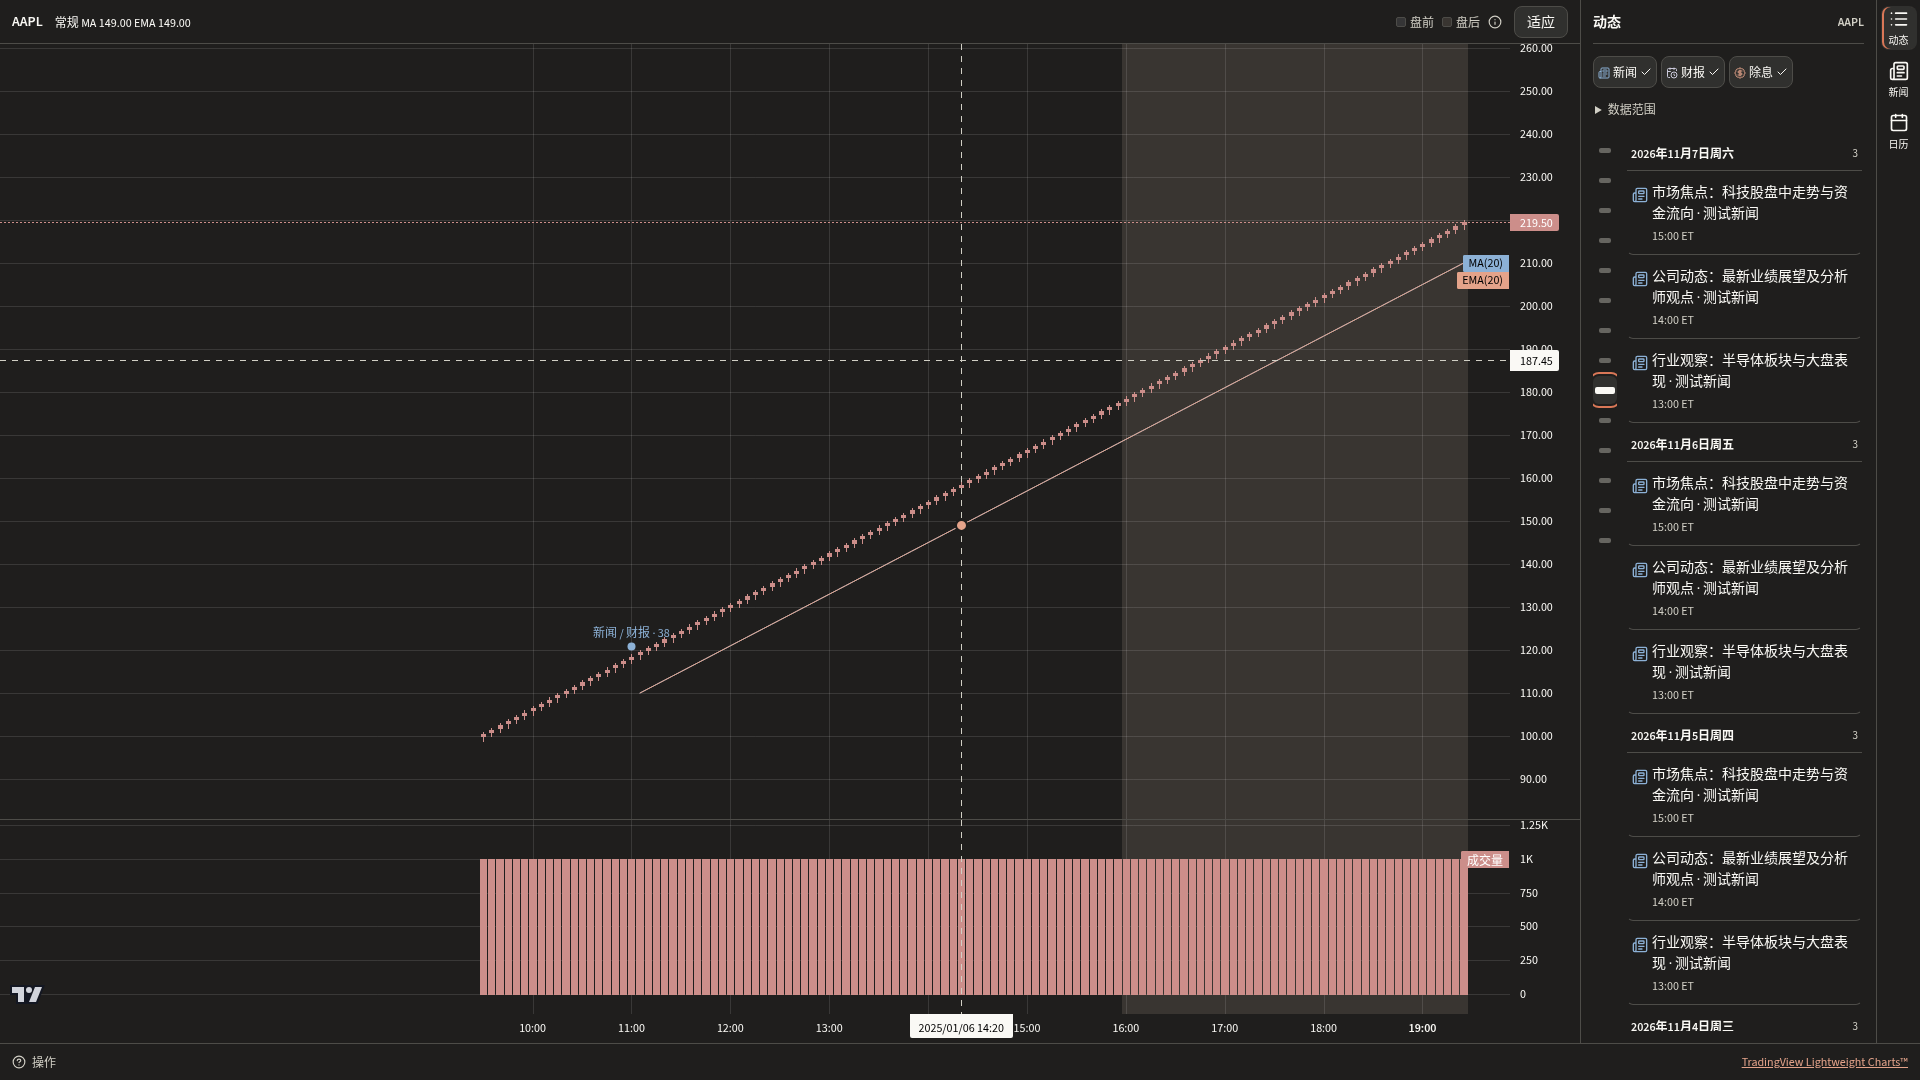 AAPL 常规 MA 149.00 EMA 149.00
盘前 盘后 适应
260.00
250.00
240.00
230.00
219.50
210.00
MA(20)
EMA(20)
200.00
190.00
187.45
180.00
170.00
160.00
150.00
140.00
130.00
新闻 / 财报 · 38
120.00
110.00
100.00
90.00
1.25K
成交量 1K
750
500
250
0
10:00 11:00 12:00 13:00 2025/01/06 14:20 15:00 16:00 17:00 18:00 19:00
操作
TradingView Lightweight Charts™
动态 AAPL
新闻 财报 除息
数据范围
2026年11月7日周六 3
市场焦点：科技股盘中走势与资
金流向 · 测试新闻
15:00 ET
公司动态：最新业绩展望及分析
师观点 · 测试新闻
14:00 ET
行业观察：半导体板块与大盘表
现 · 测试新闻
13:00 ET
2026年11月6日周五 3
市场焦点：科技股盘中走势与资
金流向 · 测试新闻
15:00 ET
公司动态：最新业绩展望及分析
师观点 · 测试新闻
14:00 ET
行业观察：半导体板块与大盘表
现 · 测试新闻
13:00 ET
2026年11月5日周四 3
市场焦点：科技股盘中走势与资
金流向 · 测试新闻
15:00 ET
公司动态：最新业绩展望及分析
师观点 · 测试新闻
14:00 ET
行业观察：半导体板块与大盘表
现 · 测试新闻
13:00 ET
2026年11月4日周三 3
动态
新闻
日历